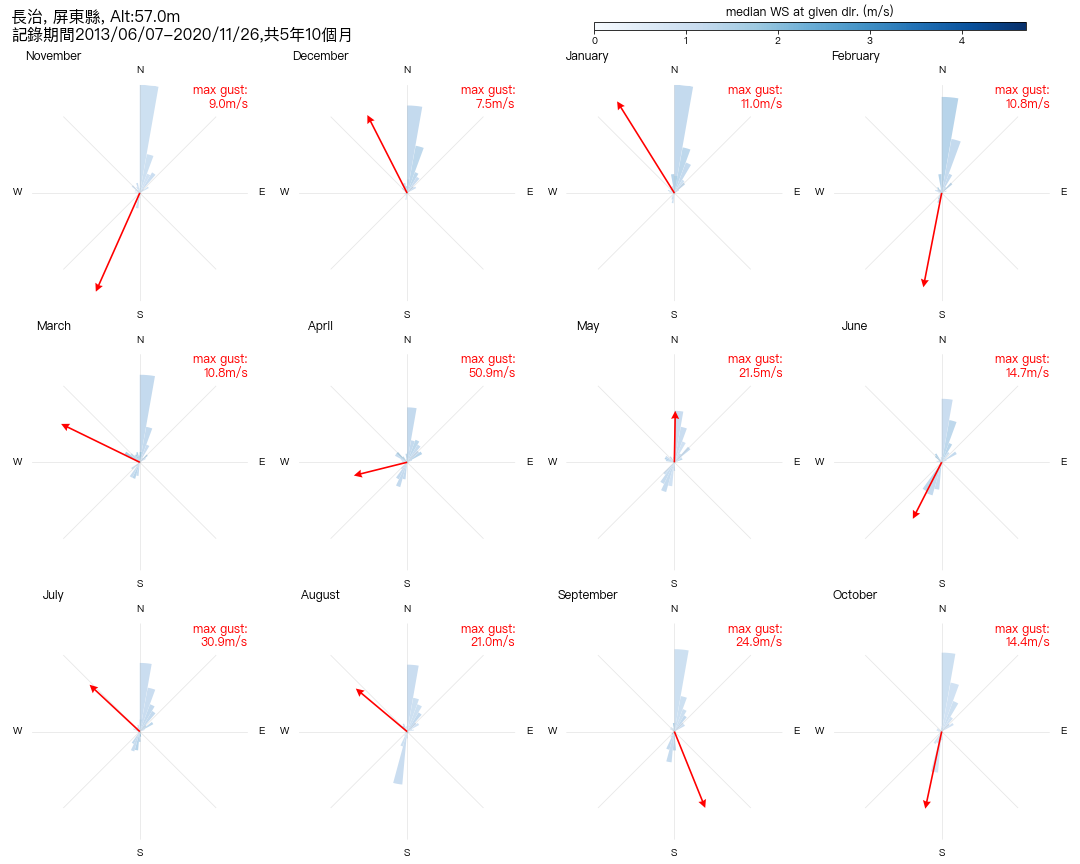 長治, 屏東縣, Alt:57.0m
記錄期間2013/06/07−2020/11/26,共5年10個月
median WS at given dir. (m/s)
0 1 2 3 4
November
N
max gust:
9.0m/s
W E
S
December
N
max gust:
7.5m/s
W E
January
N
max gust:
11.0m/s
W E
February
N
max gust:
10.8m/s
W E
S
March
N
max gust:
10.8m/s
W E
S
April
N
max gust:
50.9m/s
W E
S
May
N
max gust:
21.5m/s
W E
S
June
N
max gust:
14.7m/s
W E
S
July
N
max gust:
30.9m/s
W E
S
August
N
max gust:
21.0m/s
W E
S
September
N
max gust:
24.9m/s
W E
S
October
N
max gust:
14.4m/s
W E
S